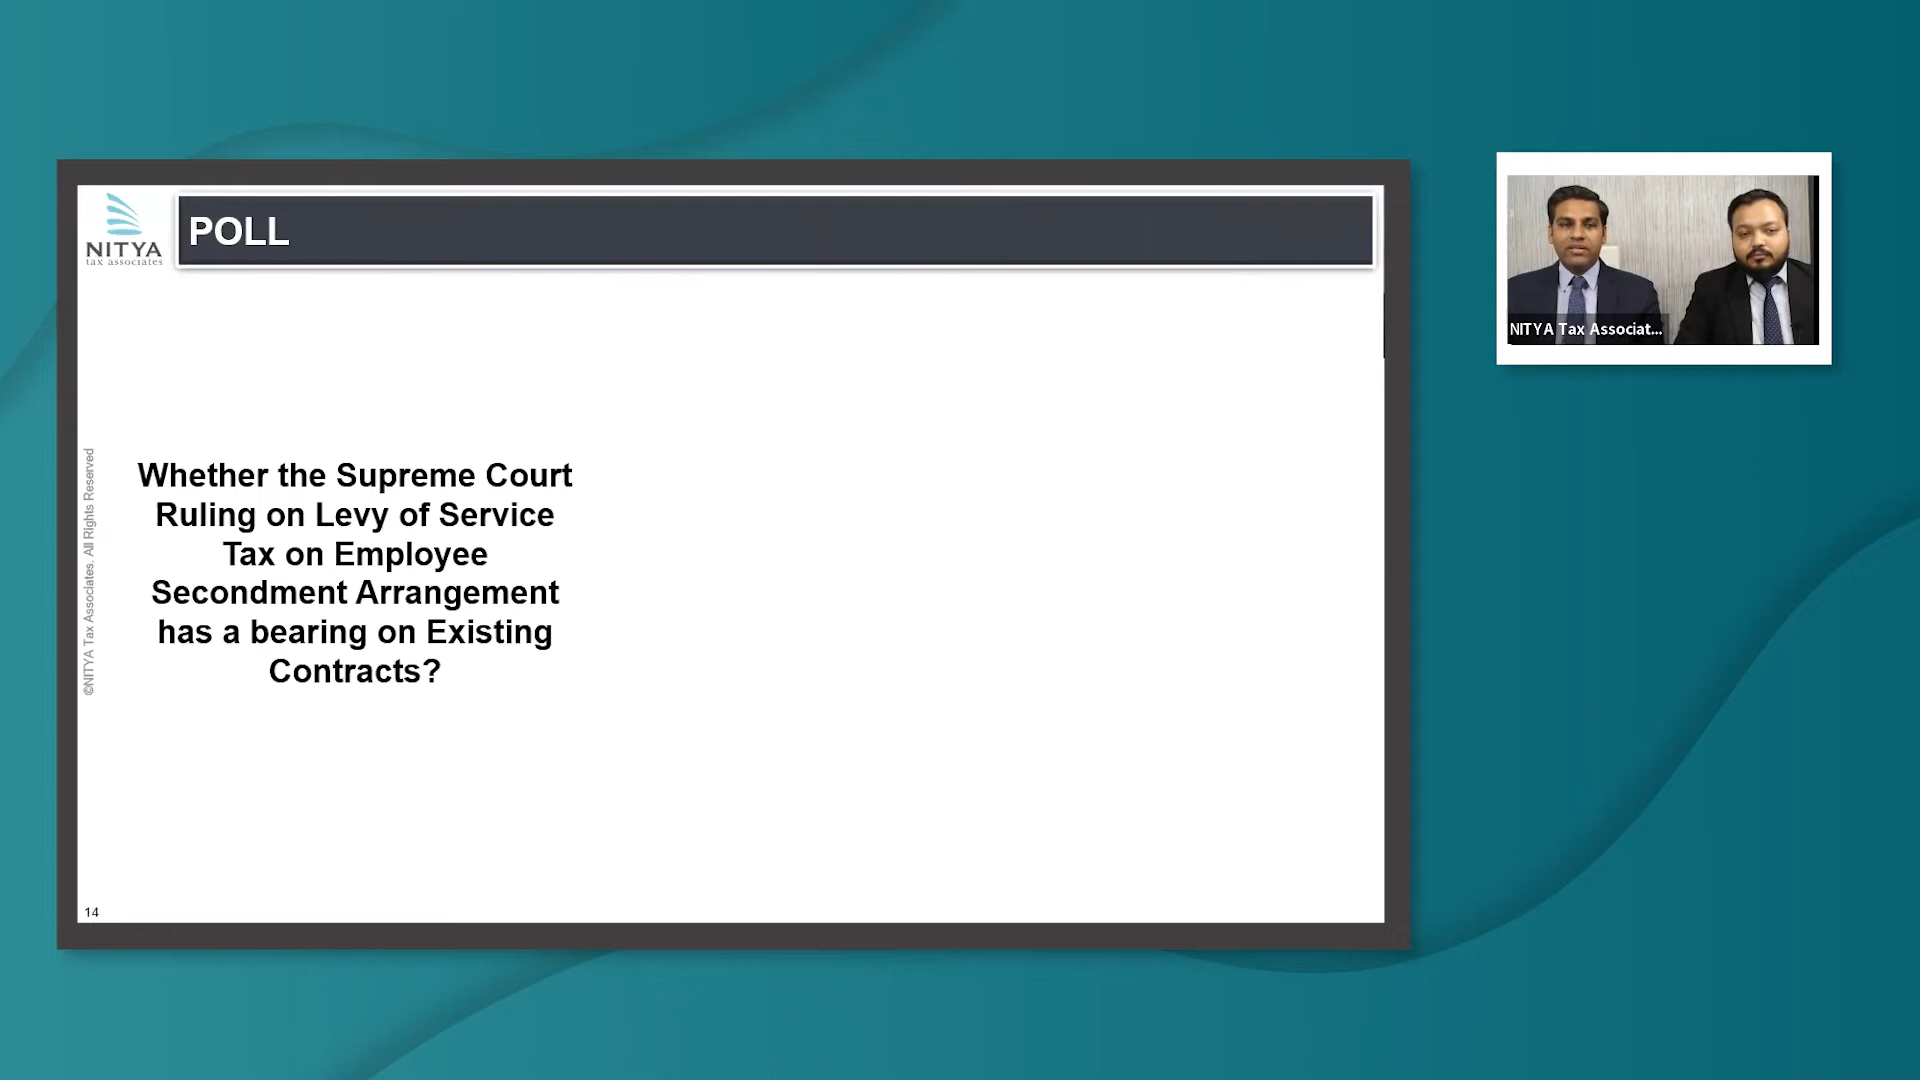 NITYA
tax associates
POLL
Whether the Supreme Court
Ruling on Levy of Service
Tax on Employee
Secondment Arrangement
has a bearing on Existing
Contracts?
©NITYA Tax Associates. All Rights Reserved
14
NITYA Tax Associat...